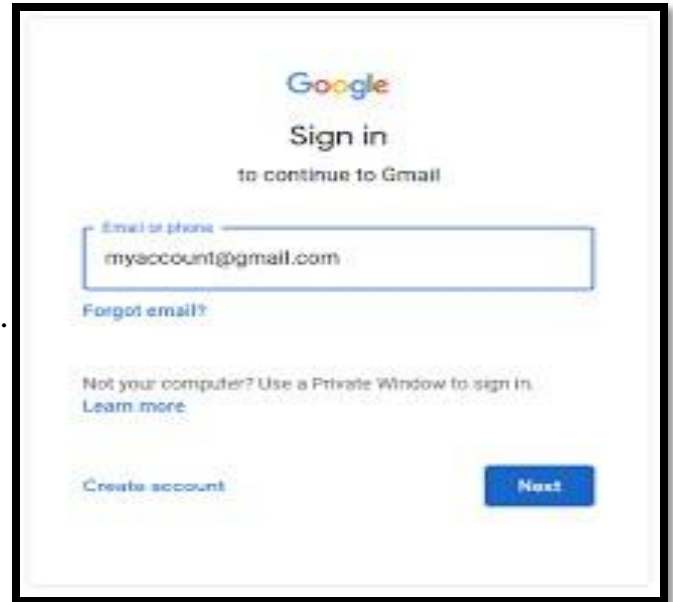 Google
Sign in
to continue to Gmail
Email or phone
myaccount@gmail.com
Forgot email?
.
Not your computer? Use a Private Window to sign in.
Learn more
Create account
Next